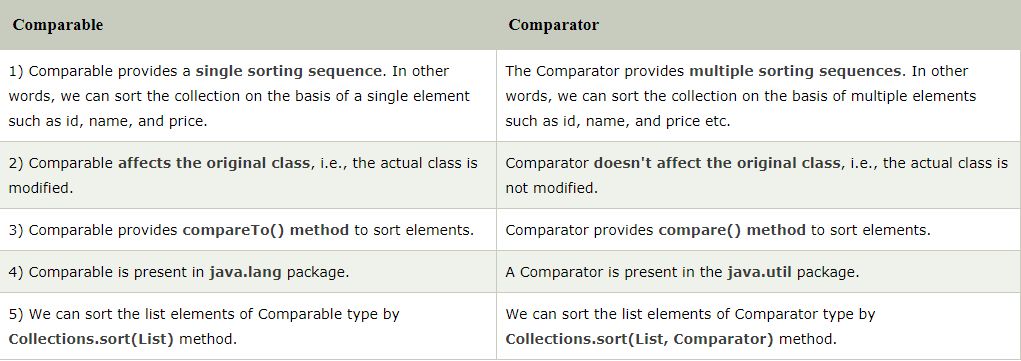 Comparable
Comparator
1) Comparable provides a single sorting sequence. In other
words, we can sort the collection on the basis of a single element
such as id, name, and price.
The Comparator provides multiple sorting sequences. In other
words, we can sort the collection on the basis of multiple elements
such as id, name, and price etc.
2) Comparable affects the original class, i.e., the actual class is
modified.
Comparator doesn't affect the original class, i.e., the actual class is
not modified.
3) Comparable provides compareTo() method to sort elements.
Comparator provides compare() method to sort elements.
4) Comparable is present in java.lang package.
A Comparator is present in the java.util package.
5) We can sort the list elements of Comparable type by
Collections.sort(List) method.
We can sort the list elements of Comparator type by
Collections.sort(List, Comparator) method.